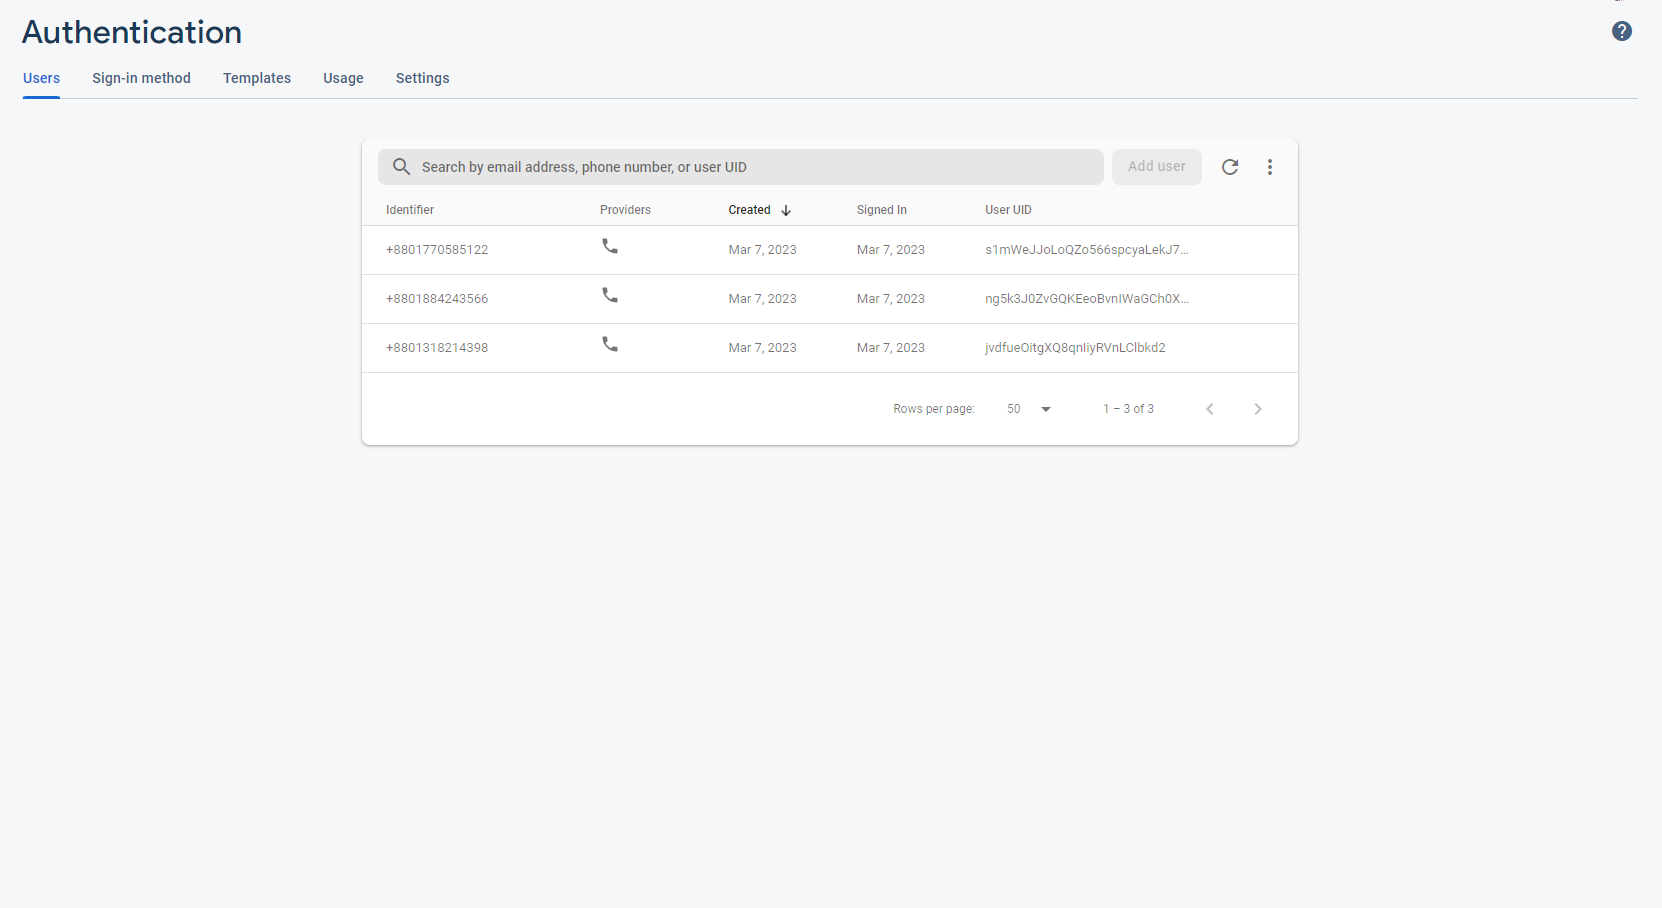 Authentication
Users Sign-in method Templates Usage Settings
Search by email address, phone number, or user UID Add user
Identifier Providers Created Signed In User UID
+8801770585122 Mar 7, 2023 Mar 7, 2023 s1mWeJJoLoQZo566spcyaLekJ7...
+8801884243566 Mar 7, 2023 Mar 7, 2023 ng5k3J0ZvGQKEeoBvnIWaGCh0X...
+8801318214398 Mar 7, 2023 Mar 7, 2023 jvdfueOitgXQ8qnIiyRVnLClbkd2
Rows per page: 50 1 – 3 of 3